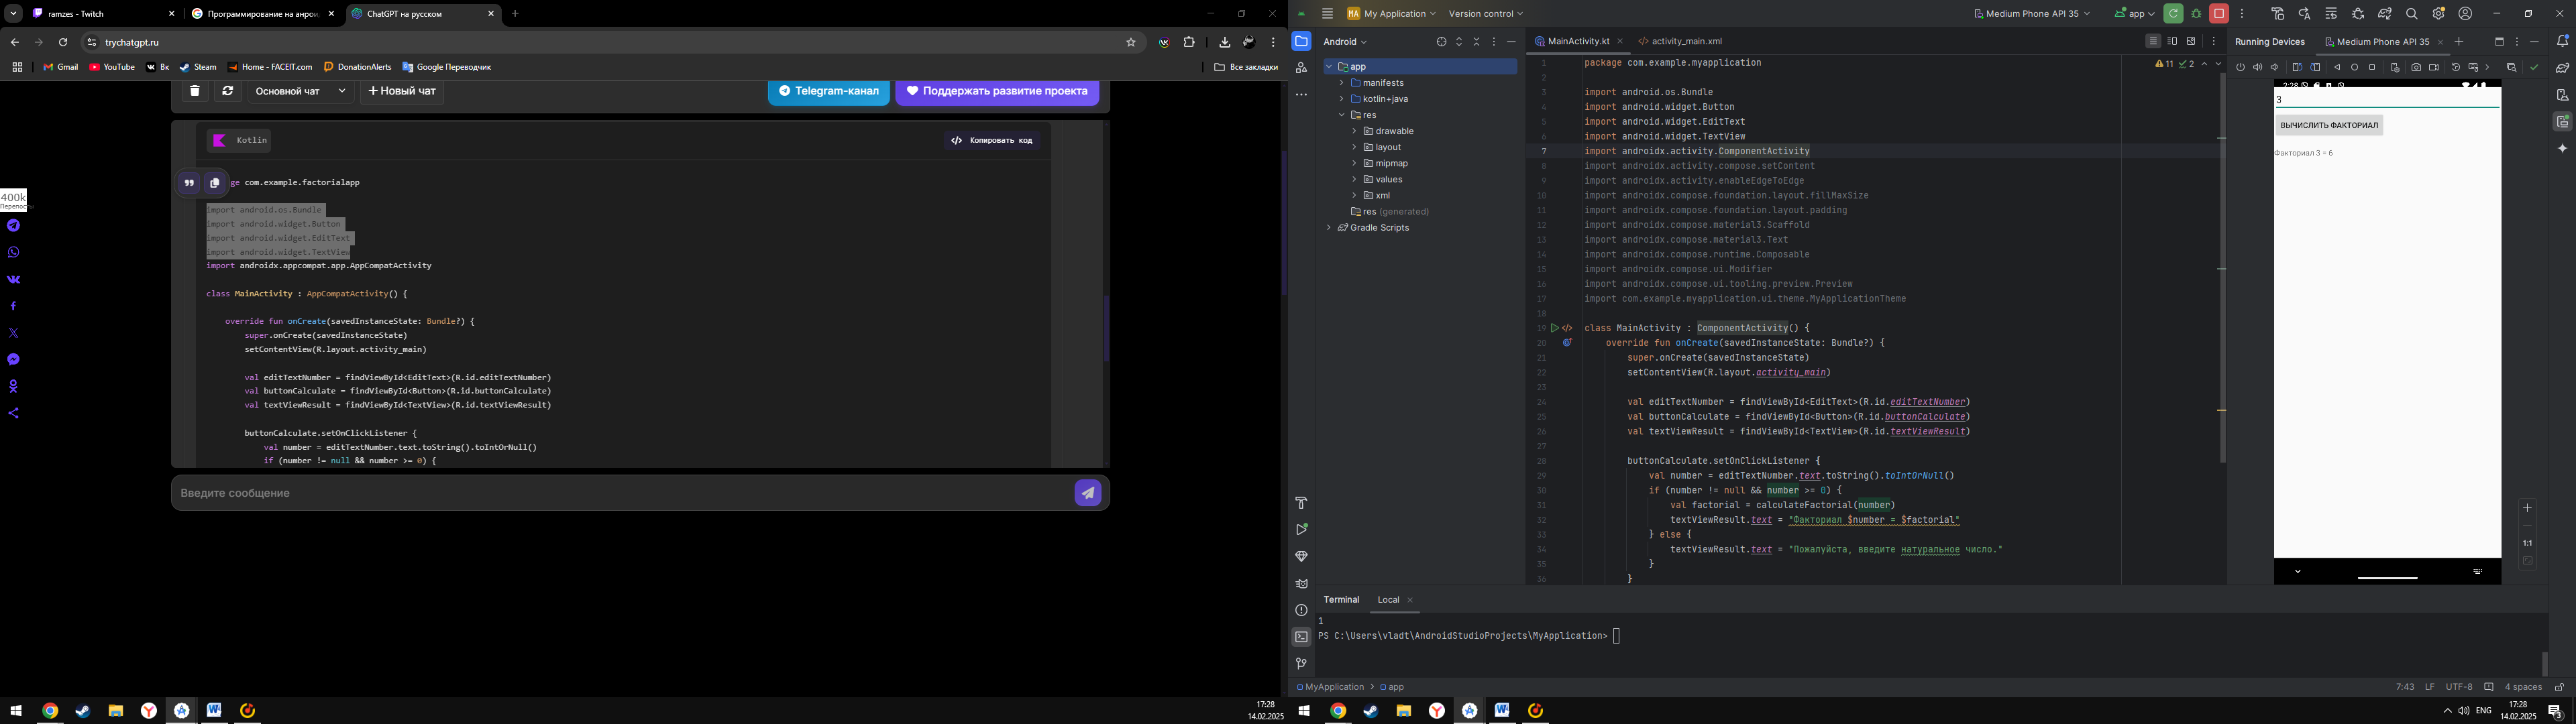 ramzes - Twitch
Программирование на анрои
ChatGPT на русском
trychatgpt.ru
Gmail
YouTube
Вк
Steam
Home - FACEIT.com
DonationAlerts
Google Переводчик
Все закладки
Основной чат
Новый чат
Telegram-канал
Поддержать развитие проекта
Kotlin
Копировать код
ge com.example.factorialapp
import android.os.Bundle
import android.widget.Button
import android.widget.EditText
import android.widget.TextView
import androidx.appcompat.app.AppCompatActivity
class MainActivity : AppCompatActivity() {
override fun onCreate(savedInstanceState: Bundle?) {
super.onCreate(savedInstanceState)
setContentView(R.layout.activity_main)
val editTextNumber = findViewById<EditText>(R.id.editTextNumber)
val buttonCalculate = findViewById<Button>(R.id.buttonCalculate)
val textViewResult = findViewById<TextView>(R.id.textViewResult)
buttonCalculate.setOnClickListener {
val number = editTextNumber.text.toString().toIntOrNull()
if (number != null && number >= 0) {
Введите сообщение
400k
17:28
14.02.2025
MA My Application
Version control
Medium Phone API 35
app
Android
app
manifests
kotlin+java
res
drawable
layout
mipmap
values
xml
res (generated)
Gradle Scripts
MainActivity.kt
activity_main.xml
11
2
1 package com.example.myapplication
2
3 import android.os.Bundle
4 import android.widget.Button
5 import android.widget.EditText
6 import android.widget.TextView
7 import androidx.activity.ComponentActivity
8 import androidx.activity.compose.setContent
9 import androidx.activity.enableEdgeToEdge
10 import androidx.compose.foundation.layout.fillMaxSize
11 import androidx.compose.foundation.layout.padding
12 import androidx.compose.material3.Scaffold
13 import androidx.compose.material3.Text
14 import androidx.compose.runtime.Composable
15 import androidx.compose.ui.Modifier
16 import androidx.compose.ui.tooling.preview.Preview
17 import com.example.myapplication.ui.theme.MyApplicationTheme
18
19 class MainActivity : ComponentActivity() {
20 override fun onCreate(savedInstanceState: Bundle?) {
21 super.onCreate(savedInstanceState)
22 setContentView(R.layout.activity_main)
23
24 val editTextNumber = findViewById<EditText>(R.id.editTextNumber)
25 val buttonCalculate = findViewById<Button>(R.id.buttonCalculate)
26 val textViewResult = findViewById<TextView>(R.id.textViewResult)
27
28 buttonCalculate.setOnClickListener {
29 val number = editTextNumber.text.toString().toIntOrNull()
30 if (number != null && number >= 0) {
31 val factorial = calculateFactorial(number)
32 textViewResult.text = "Факториал $number = $factorial"
33 } else {
34 textViewResult.text = "Пожалуйста, введите натуральное число."
35 }
36 }
Running Devices
Medium Phone API 35
2:28
3
ВЫЧИСЛИТЬ ФАКТОРИАЛ
Факториал 3 = 6
1:1
Terminal
Local
1
PS C:\Users\vladt\AndroidStudioProjects\MyApplication>
MyApplication
app
7:43
LF
UTF-8
4 spaces
ENG
17:28
14.02.2025